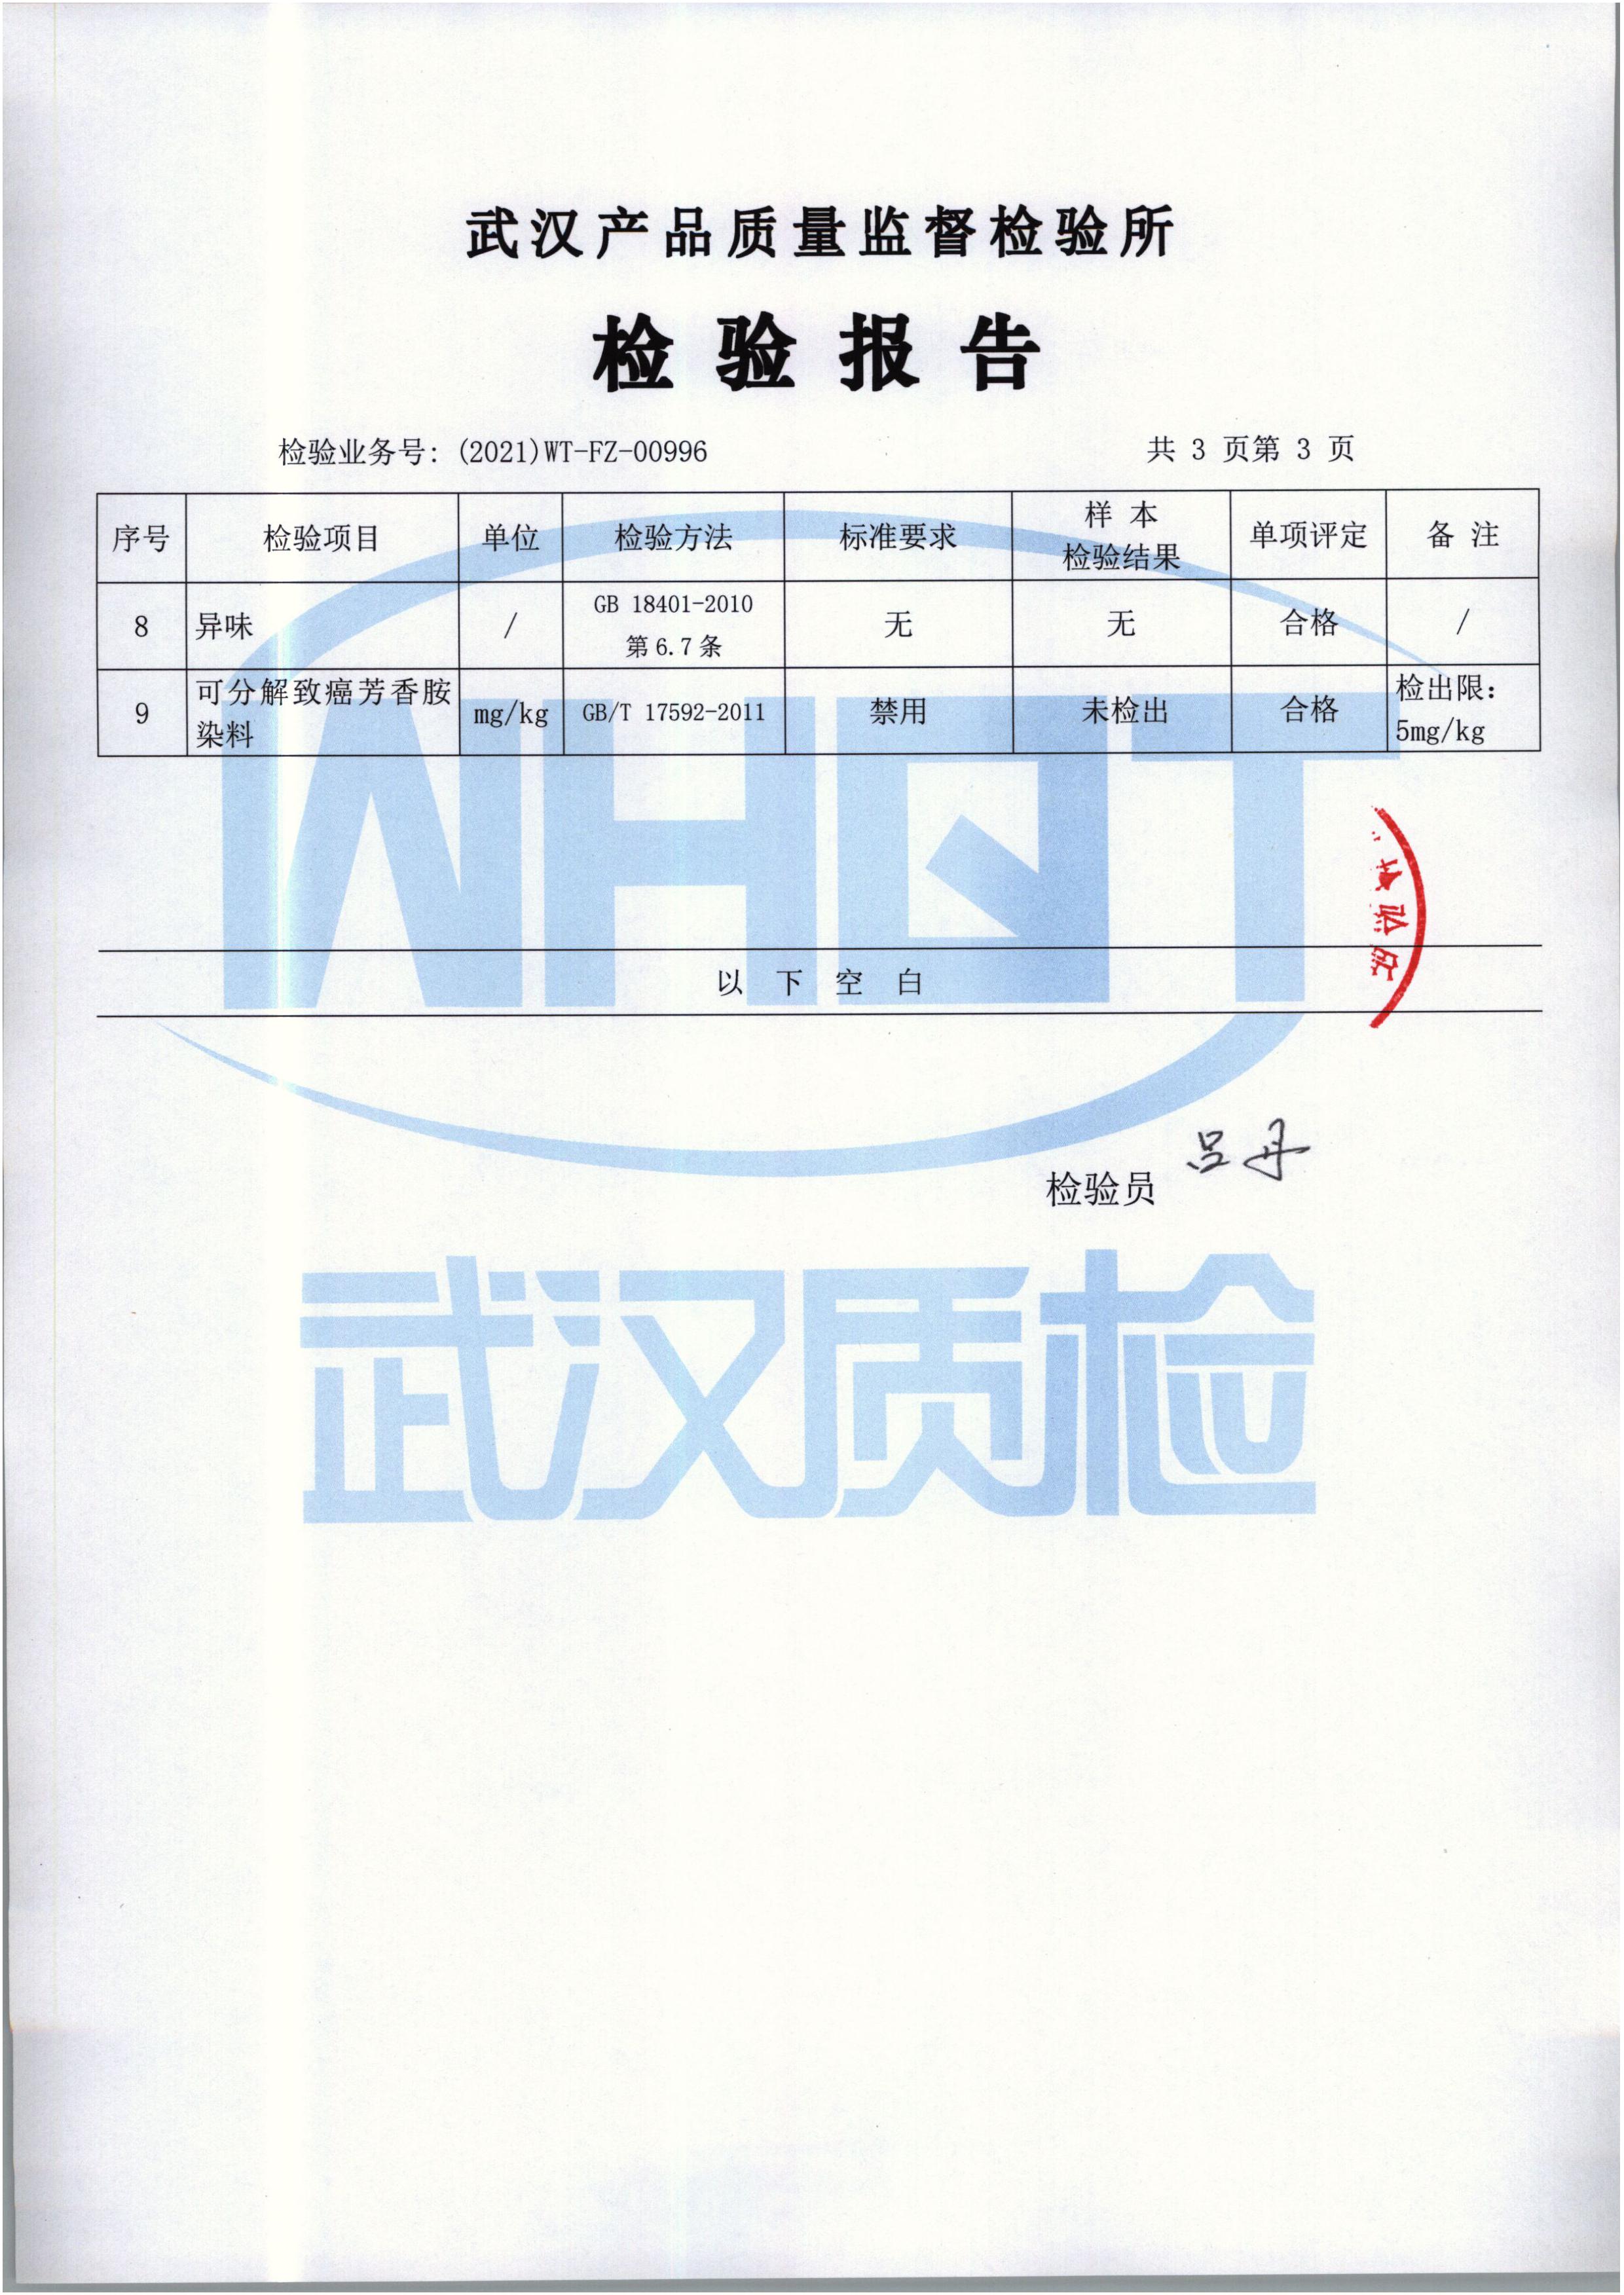 武汉产品质量监督检验所
检验报告
检验业务号：(2021)WT-FZ-00996 共 3 页第 3 页
序号 检验项目 单位 检验方法 标准要求 样 本 检验结果 单项评定 备 注
8 异味 / GB 18401-2010 第 6.7 条 无 无 合格 /
9 可分解致癌芳香胺染料 mg/kg GB/T 17592-2011 禁用 未检出 合格 检出限：5mg/kg
WHQT
以 下 空 白
检验员 吕丹
武汉质检